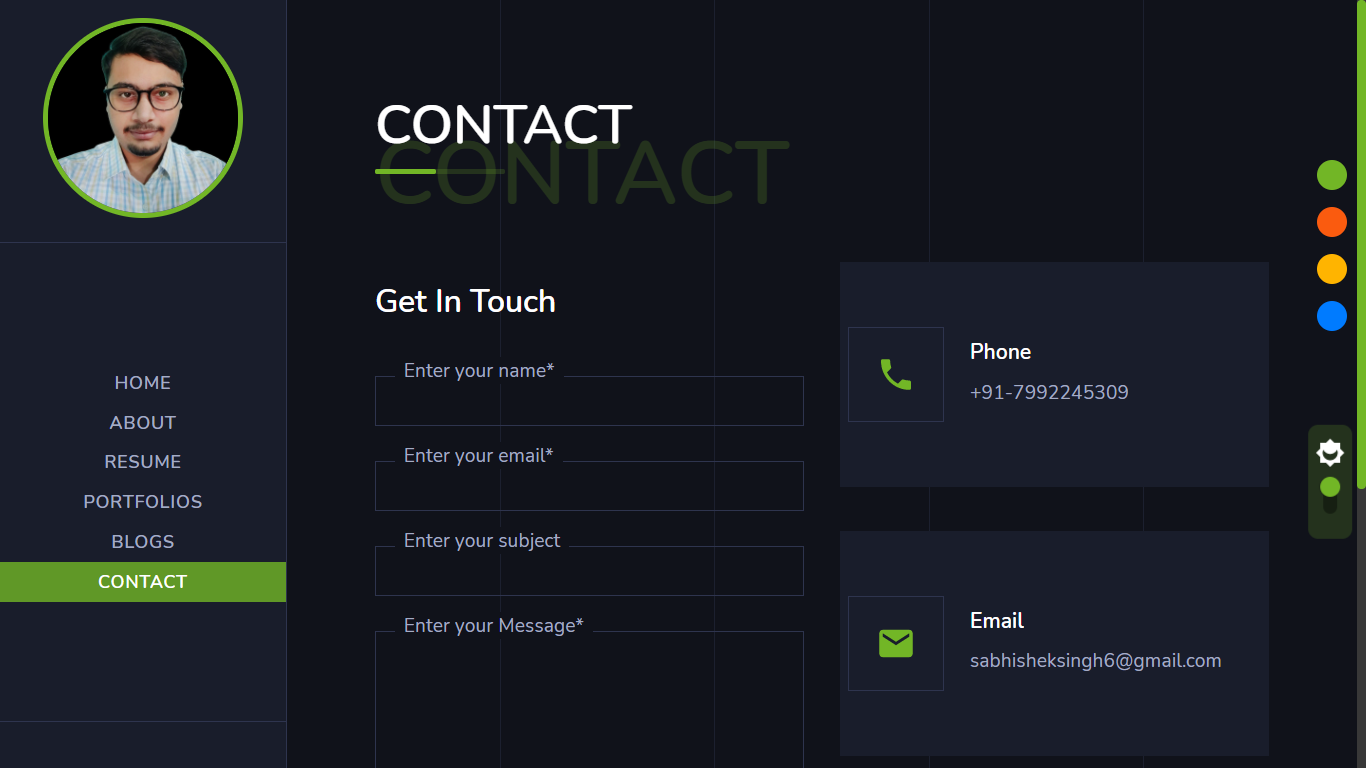 HOME
ABOUT
RESUME
PORTFOLIOS
BLOGS
CONTACT
CONTACT
CONTACT
Get In Touch
Enter your name*
Enter your email*
Enter your subject
Enter your Message*
Phone
+91-7992245309
Email
sabhisheksingh6@gmail.com